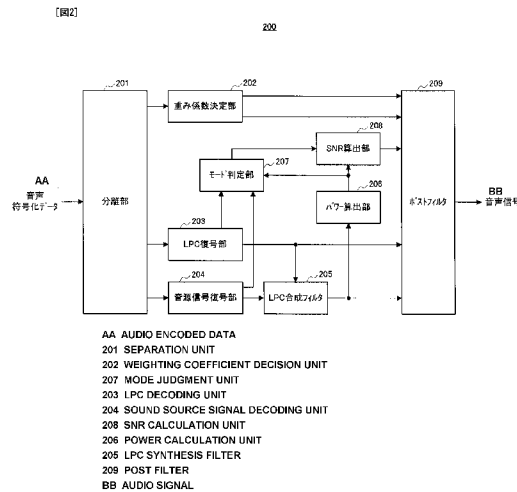 [図2]
200
201
202
209
重み係数決定部
208
SNR算出部
207
モード判定部
AA
音声
符号化データ
分離部
206
パワー算出部
ポストフィルタ
BB
音声信号
203
LPC復号部
204
205
音源信号復号部
LPC合成フィルタ
AA AUDIO ENCODED DATA
201 SEPARATION UNIT
202 WEIGHTING COEFFICIENT DECISION UNIT
207 MODE JUDGMENT UNIT
203 LPC DECODING UNIT
204 SOUND SOURCE SIGNAL DECODING UNIT
208 SNR CALCULATION UNIT
206 POWER CALCULATION UNIT
205 LPC SYNTHESIS FILTER
209 POST FILTER
BB AUDIO SIGNAL